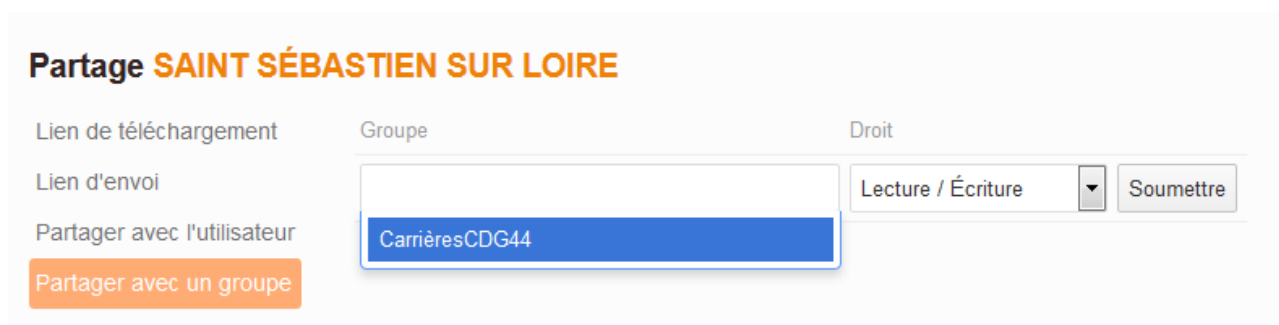 Partage SAINT SÉBASTIEN SUR LOIRE
Lien de téléchargement
Groupe
Droit
Lien d'envoi
Lecture / Écriture
Soumettre
Partager avec l'utilisateur
CarrièresCDG44
Partager avec un groupe